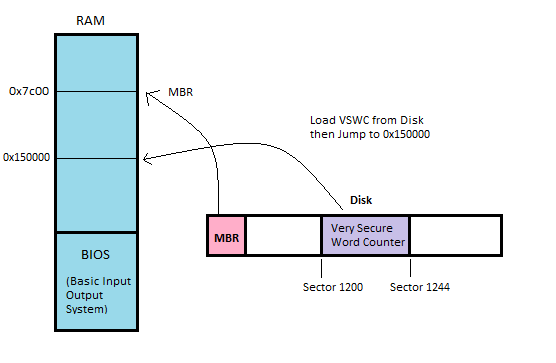 RAM
0x7c00
MBR
0x150000
Load VSWC from Disk
then Jump to 0x150000
Disk
MBR
Very Secure
Word Counter
BIOS
(Basic Input
Output
System)
Sector 1200
Sector 1244